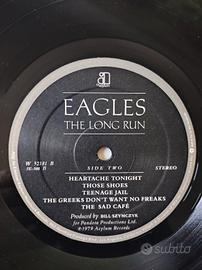 EAGLES
THE LONG RUN
W 52181 B
SIDE TWO
STEREO
HEARTACHE TONIGHT
THOSE SHOES
TEENAGE JAIL
THE GREEKS DON'T WANT NO FREAKS
THE SAD CAFÉ
Produced by BILL SZYMCZYK
for Pandora Productions Ltd.
℗1979 Asylum Records
subito